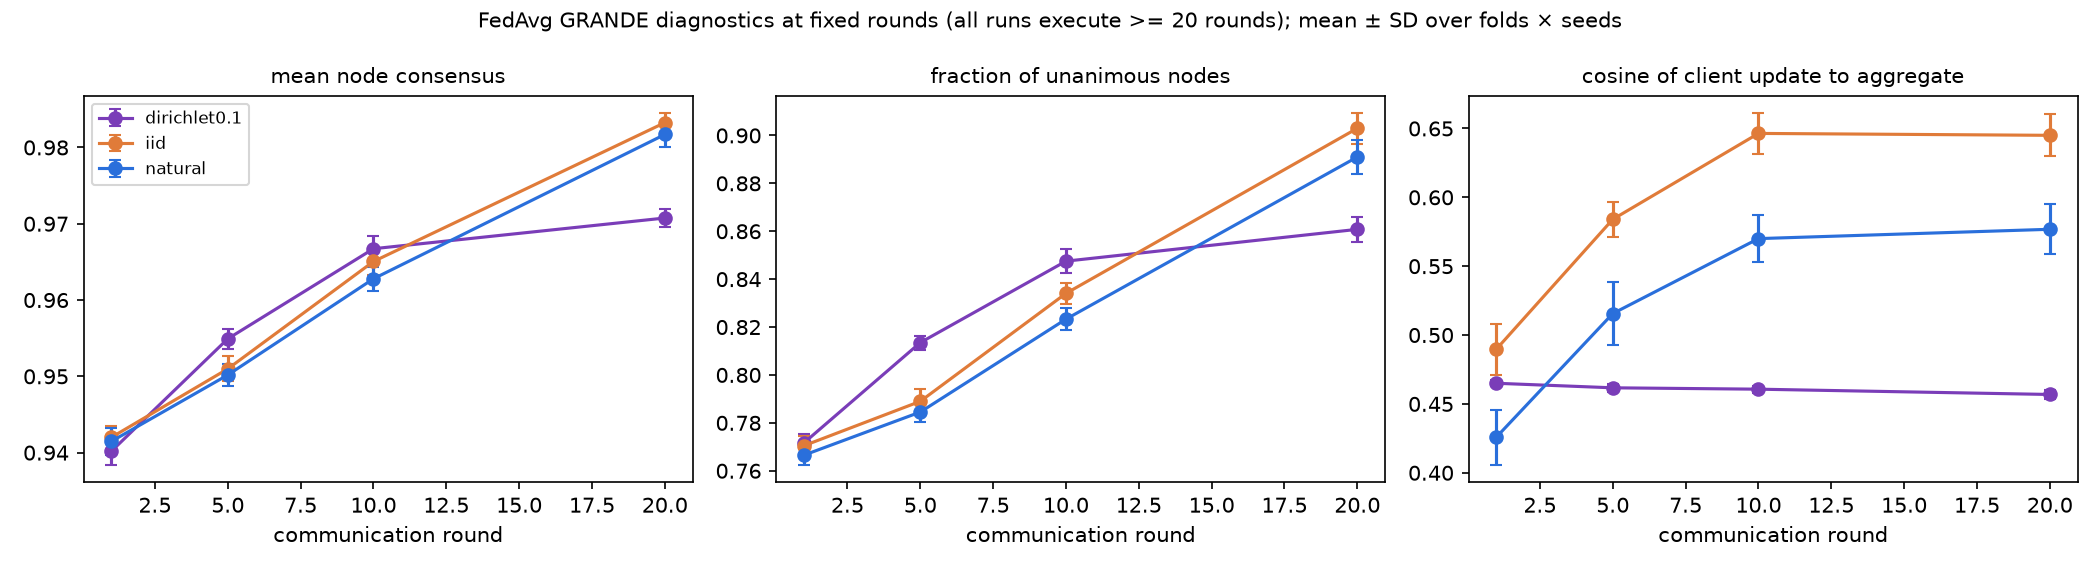 FedAvg GRANDE diagnostics at fixed rounds (all runs execute >= 20 rounds); mean ± SD over folds × seeds
mean node consensus
dirichlet0.1
iid
natural
0.98
0.97
0.96
0.95
0.94
2.5 5.0 7.5 10.0 12.5 15.0 17.5 20.0
communication round
fraction of unanimous nodes
0.90
0.88
0.86
0.84
0.82
0.80
0.78
0.76
2.5 5.0 7.5 10.0 12.5 15.0 17.5 20.0
communication round
cosine of client update to aggregate
0.65
0.60
0.55
0.50
0.45
0.40
2.5 5.0 7.5 10.0 12.5 15.0 17.5 20.0
communication round